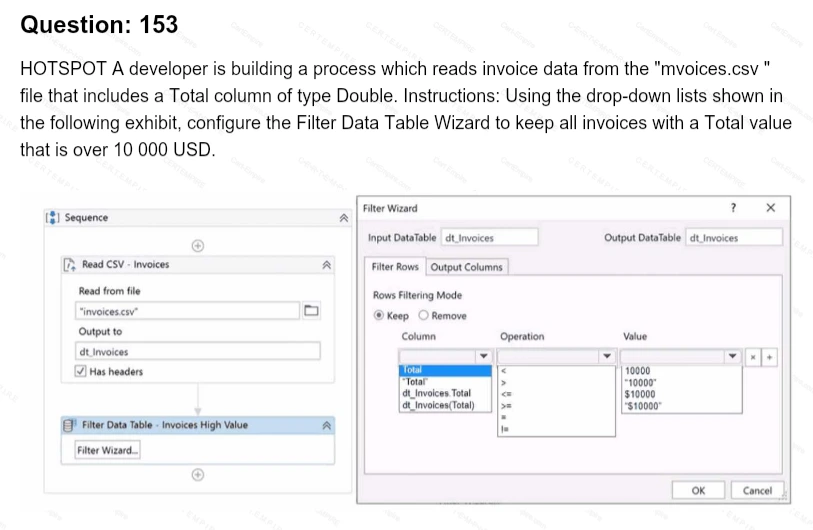 Question: 153
HOTSPOT A developer is building a process which reads invoice data from the "mvoices.csv "
file that includes a Total column of type Double. Instructions: Using the drop-down lists shown in
the following exhibit, configure the Filter Data Table Wizard to keep all invoices with a Total value
that is over 10 000 USD.
Sequence
Read CSV - Invoices
Read from file
"invoices.csv"
Output to
dt_Invoices
Has headers
Filter Data Table - Invoices High Value
Filter Wizard...
Filter Wizard ? ×
Input DataTable dt_Invoices Output DataTable dt_Invoices
Filter Rows Output Columns
Rows Filtering Mode
Keep Remove
Column Operation Value
× +
Total < 10000
"Total" > "10000"
dt_Invoices.Total <= $10000
dt_Invoices(Total) >= "$10000"
=
!=
OK Cancel